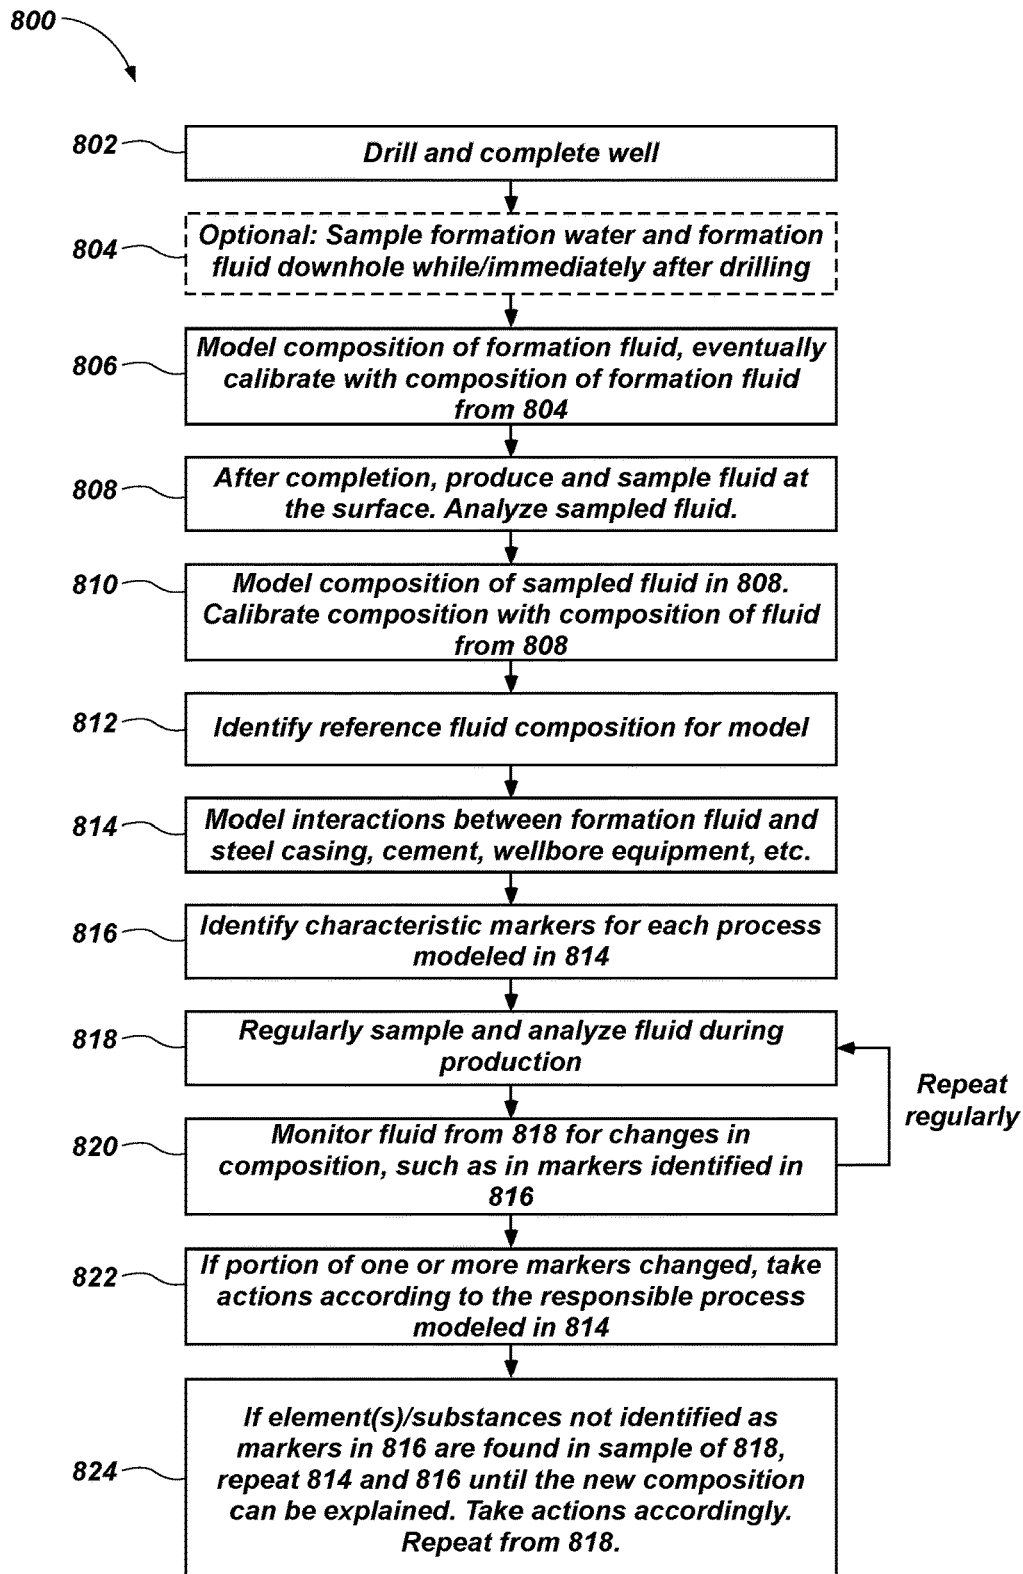 800
802
Drill and complete well
804
Optional: Sample formation water and formation
fluid downhole while/immediately after drilling
806
Model composition of formation fluid, eventually
calibrate with composition of formation fluid
from 804
808
After completion, produce and sample fluid at
the surface. Analyze sampled fluid.
810
Model composition of sampled fluid in 808.
Calibrate composition with composition of fluid
from 808
812
Identify reference fluid composition for model
814
Model interactions between formation fluid and
steel casing, cement, wellbore equipment, etc.
816
Identify characteristic markers for each process
modeled in 814
818
Regularly sample and analyze fluid during
production
Repeat
regularly
820
Monitor fluid from 818 for changes in
composition, such as in markers identified in
816
822
If portion of one or more markers changed, take
actions according to the responsible process
modeled in 814
824
If element(s)/substances not identified as
markers in 816 are found in sample of 818,
repeat 814 and 816 until the new composition
can be explained. Take actions accordingly.
Repeat from 818.